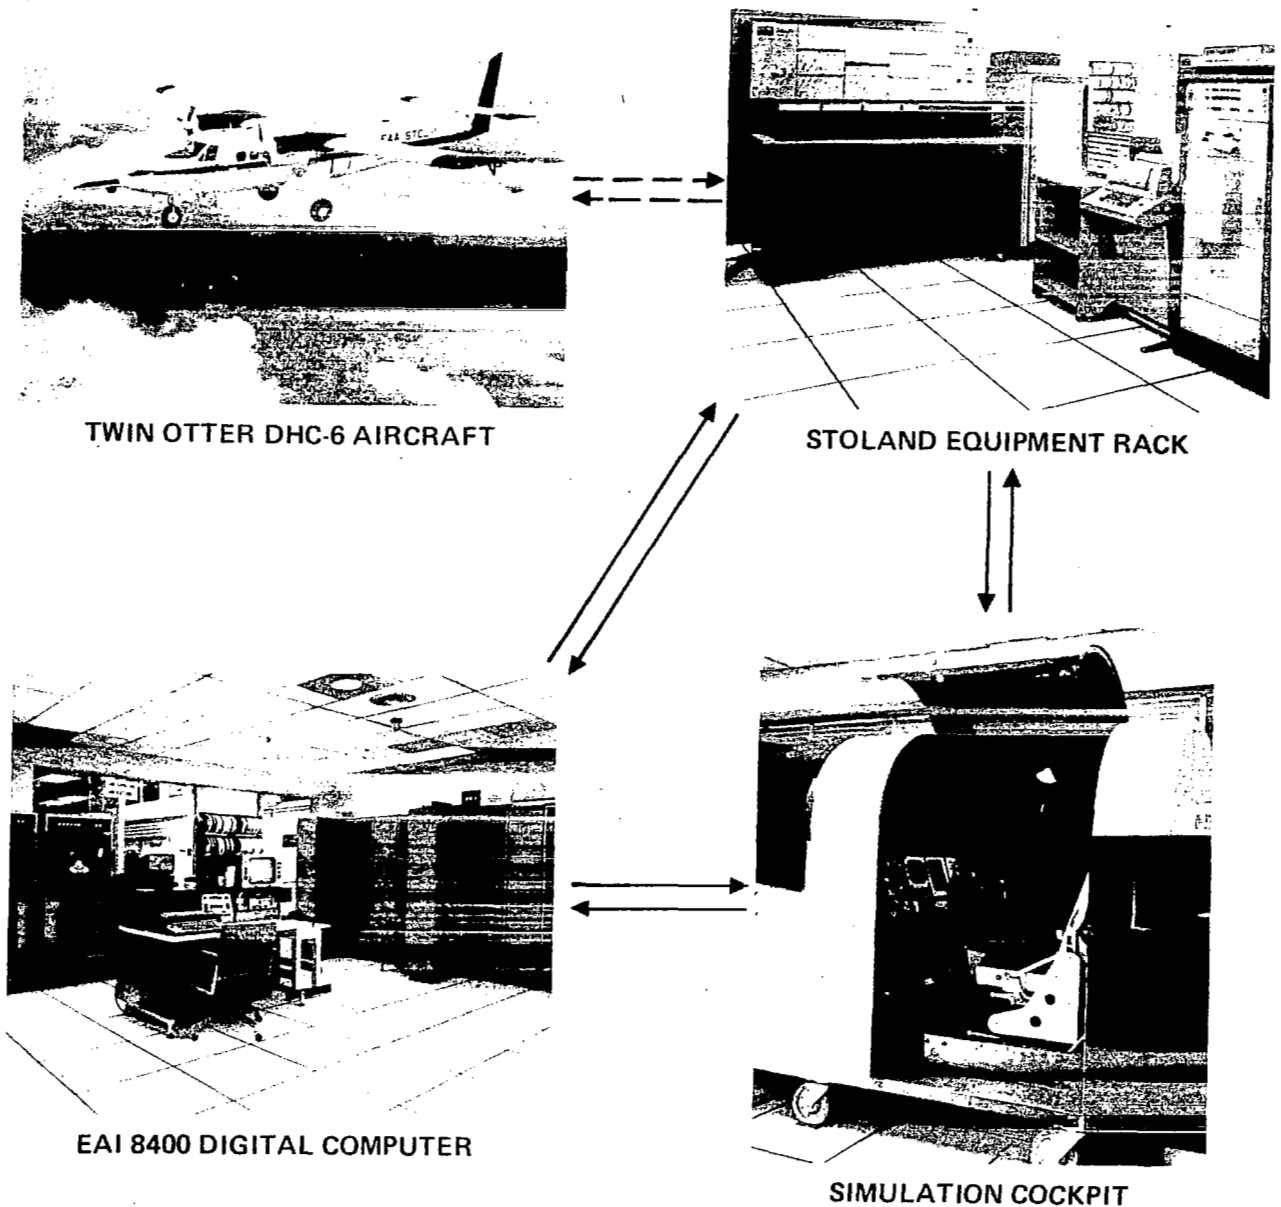 TWIN OTTER DHC-6 AIRCRAFT
STOLAND EQUIPMENT RACK
EAI 8400 DIGITAL COMPUTER
SIMULATION COCKPIT